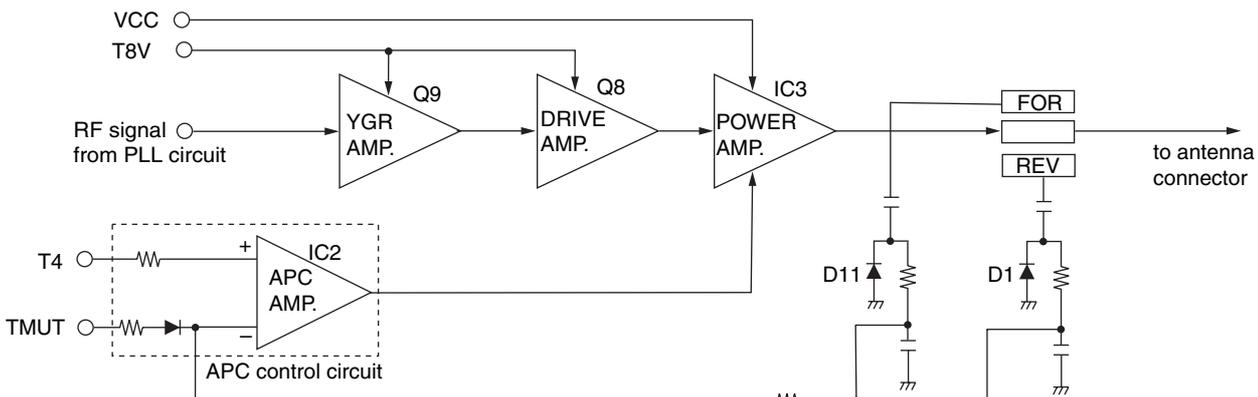 VCC
T8V
Q9
Q8
IC3
FOR
RF signal
from PLL circuit
YGR
AMP.
DRIVE
AMP.
POWER
AMP.
REV
to antenna
connector
T4
+
IC2
APC
AMP.
D11
D1
TMUT
–
APC control circuit